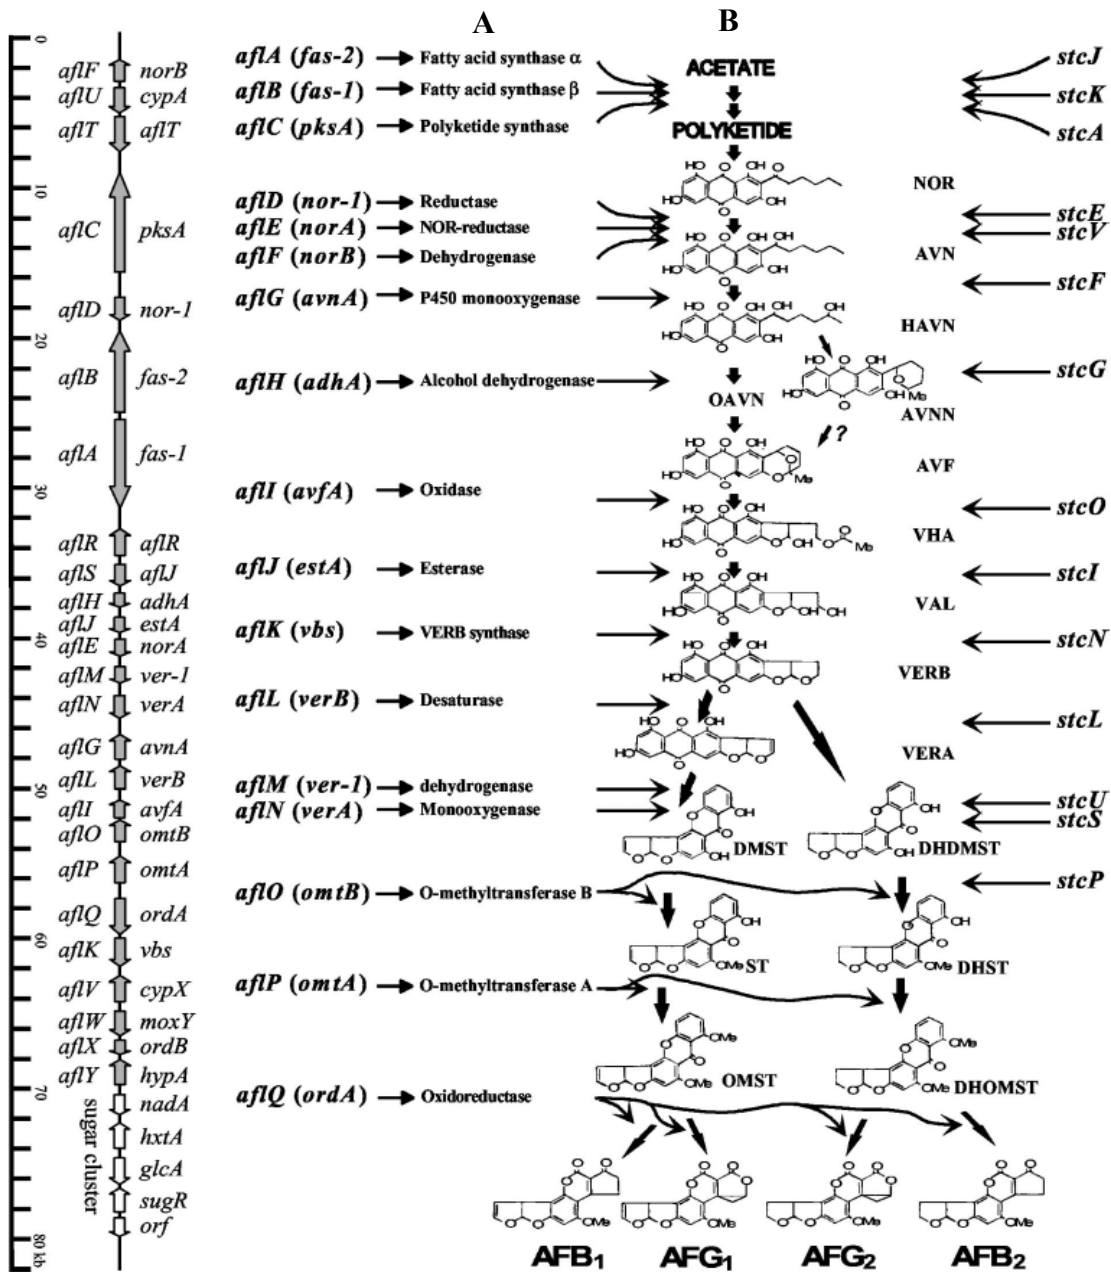 A B
0
aflF norB
aflU cypA
aflT aflT
10
aflC pksA
aflD nor-1
20
aflB fas-2
aflA fas-1
30
aflR aflR
aflS aflJ
aflH adhA
aflJ estA
40
aflE norA
aflM ver-1
aflN verA
aflG avnA
aflL verB
50
aflI avfA
aflO omtB
aflP omtA
aflQ ordA
60
aflK vbs
aflV cypX
aflW moxY
aflX ordB
aflY hypA
70
sugar cluster
nadA
hxtA
glcA
sugR
orf
80 kb
aflA (fas-2) Fatty acid synthase α
aflB (fas-1) Fatty acid synthase β
aflC (pksA) Polyketide synthase
aflD (nor-1) Reductase
aflE (norA) NOR-reductase
aflF (norB) Dehydrogenase
aflG (avnA) P450 monooxygenase
aflH (adhA) Alcohol dehydrogenase
aflI (avfA) Oxidase
aflJ (estA) Esterase
aflK (vbs) VERB synthase
aflL (verB) Desaturase
aflM (ver-1) dehydrogenase
aflN (verA) Monooxygenase
aflO (omtB) O-methyltransferase B
aflP (omtA) O-methyltransferase A
aflQ (ordA) Oxidoreductase
ACETATE
POLYKETIDE
NOR
AVN
HAVN
OAVN
AVNN
?
AVF
VHA
VAL
VERB
VERA
DMST DHDMST
ST DHST
OMST DHOMST
AFB1 AFG1 AFG2 AFB2
stcJ
stcK
stcA
stcE
stcV
stcF
stcG
stcO
stcI
stcN
stcL
stcU
stcS
stcP